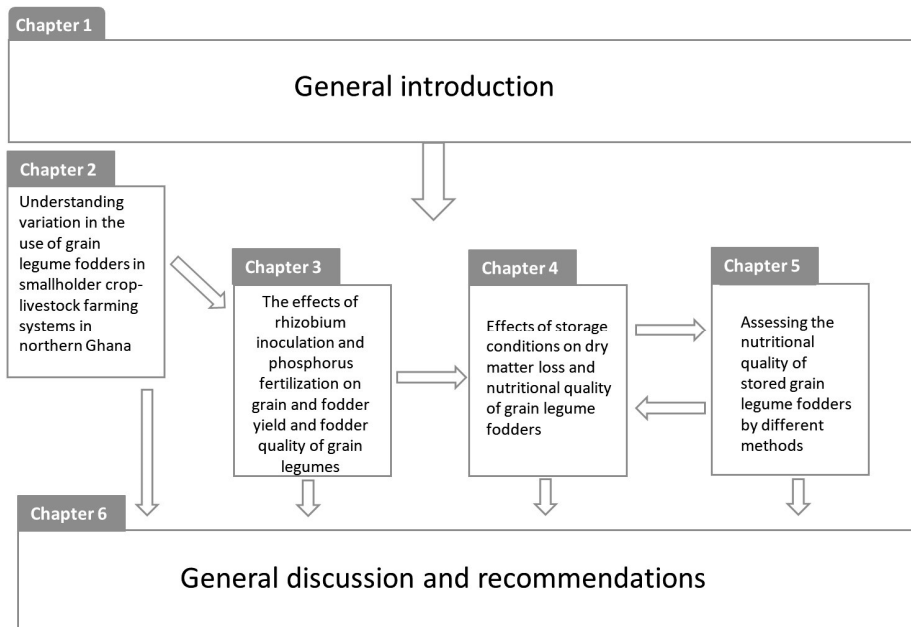 Chapter 1
General introduction
Chapter 2
Understanding
variation in the
use of grain
legume fodders in
smallholder crop-
livestock farming
systems in
northern Ghana
Chapter 3
The effects of
rhizobium
inoculation and
phosphorus
fertilization on
grain and fodder
yield and fodder
quality of grain
legumes
Chapter 4
Effects of storage
conditions on dry
matter loss and
nutritional quality
of grain legume
fodders
Chapter 5
Assessing the
nutritional
quality of
stored grain
legume fodders
by different
methods
Chapter 6
General discussion and recommendations